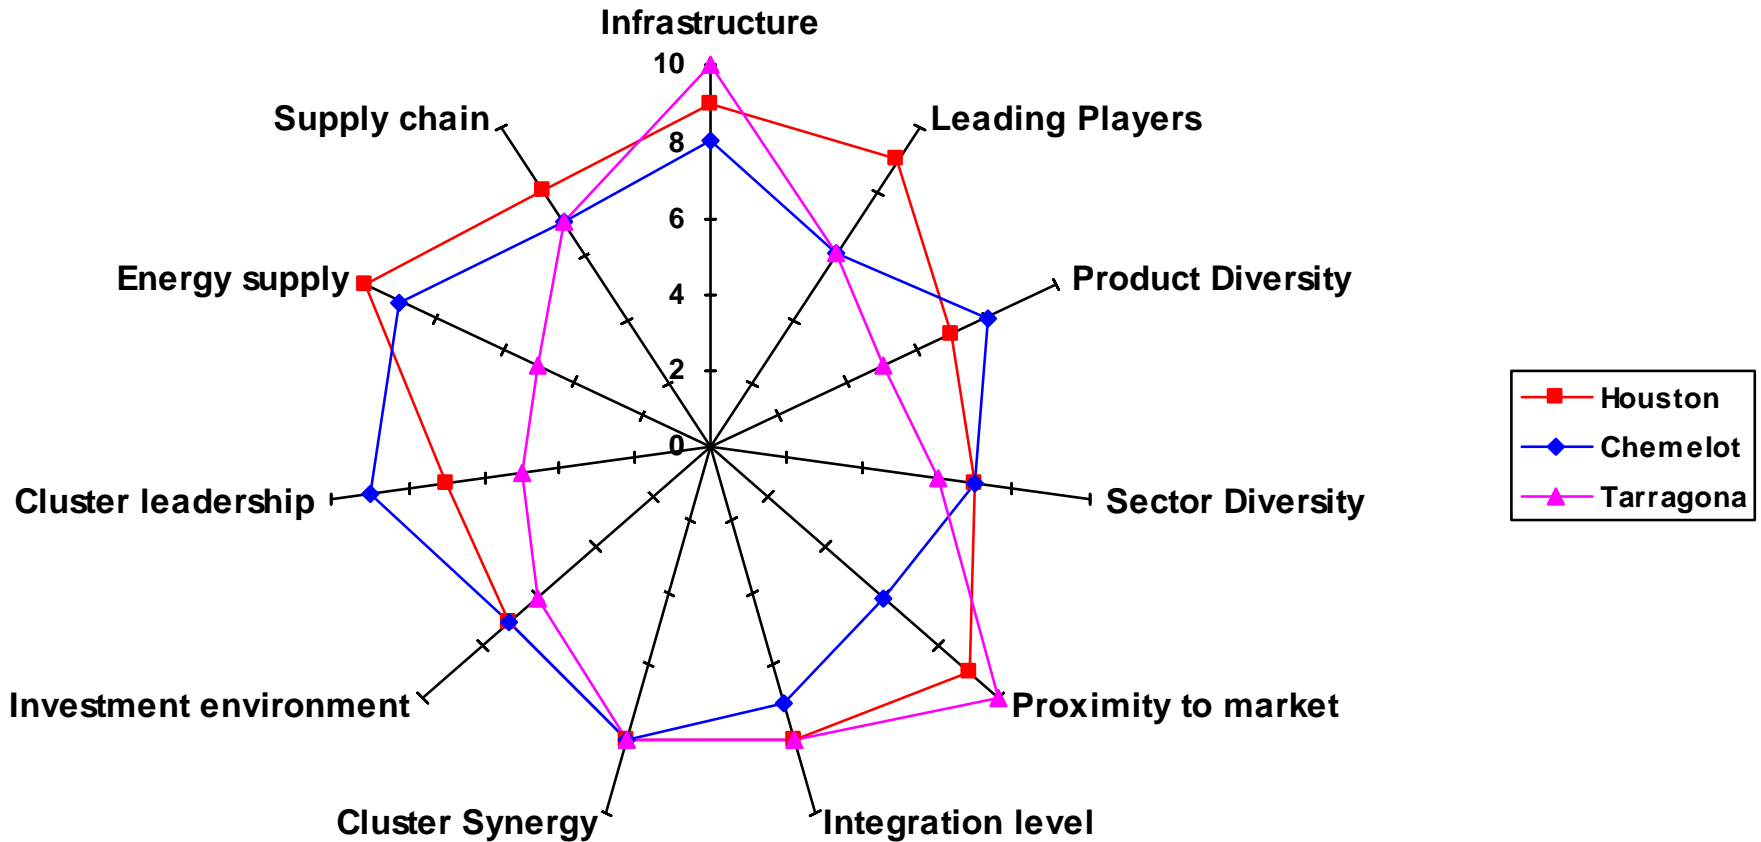 Infrastructure
10
Supply chain
Leading Players
8
6
Energy supply
Product Diversity
4
2
Houston
Chemelot
0
Cluster leadership
Sector Diversity
Tarragona
Investment environment
Proximity to market
Cluster Synergy
Integration level